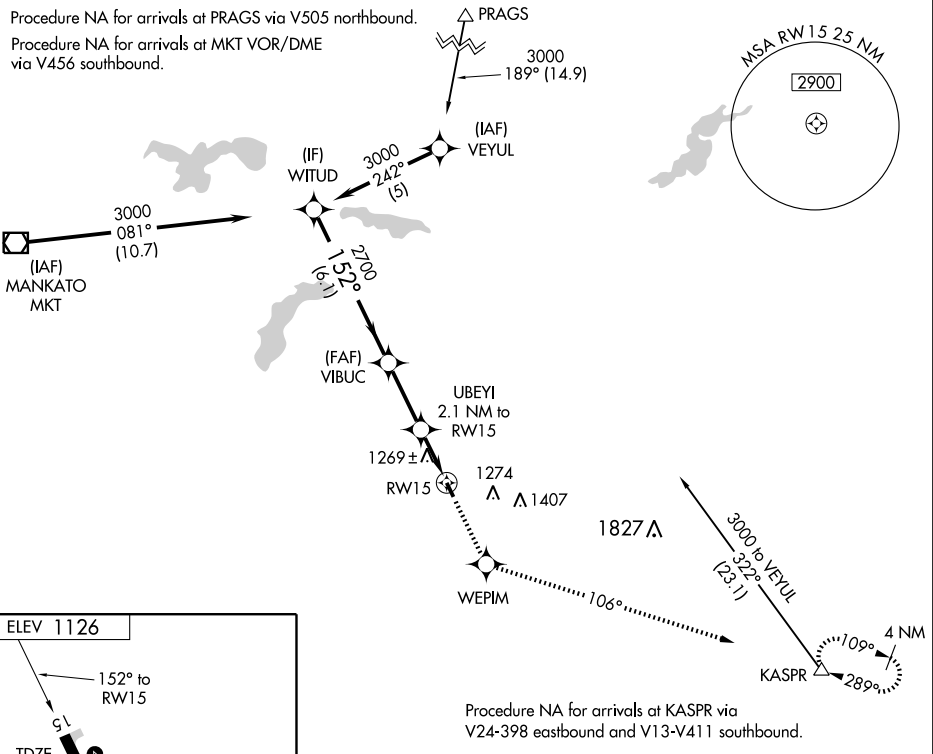 Procedure NA for arrivals at PRAGS via V505 northbound.
Procedure NA for arrivals at MKT VOR/DME
via V456 southbound.
PRAGS
3000
189° (14.9)
MSA RW15 25 NM
2900
(IAF)
VEYUL
3000
242°
(5)
(IF)
WITUD
3000
081°
(10.7)
(IAF)
MANKATO
MKT
2700
152°
(6.1)
(FAF)
VIBUC
UBEYI
2.1 NM to
RW15
1269±
RW15
1274
1407
1827
3000 to VEYUL
322°
(23.1)
WEPIM
106°
4 NM
109°
289°
KASPR
Procedure NA for arrivals at KASPR via
V24-398 eastbound and V13-V411 southbound.
ELEV 1126
152° to
RW15
15
TDZE